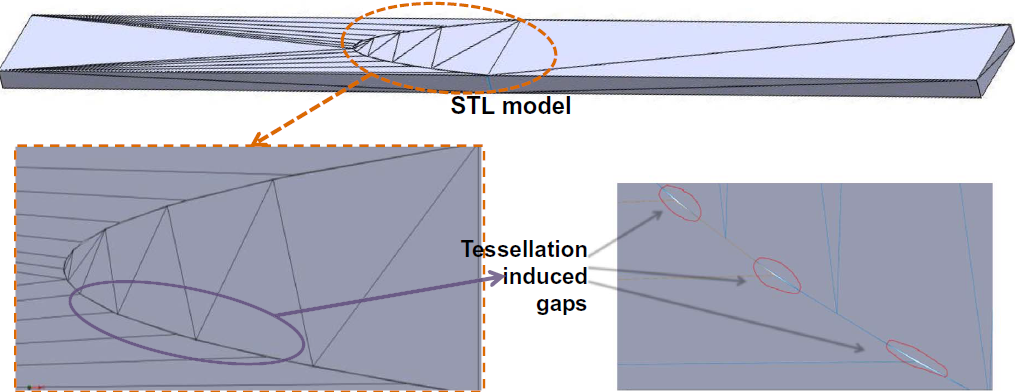 STL model
Tessellation
induced
gaps